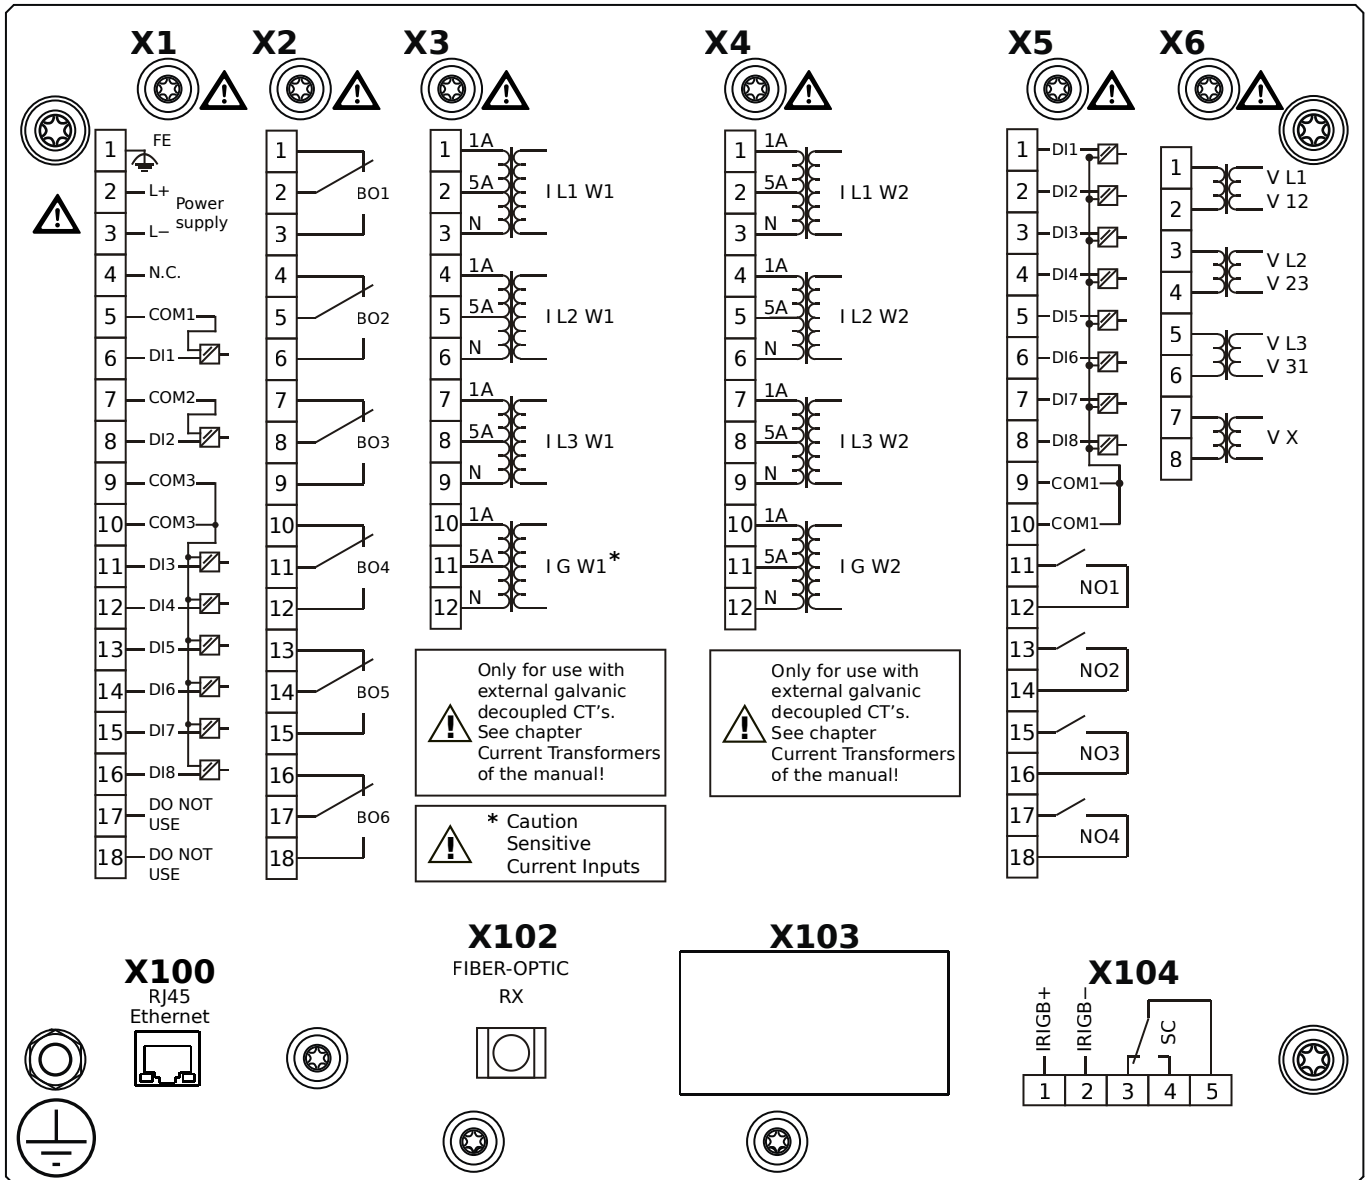 X1
X2
X3
X4
X5
X6
1 FE
2 L+
Power
supply
3 L−
4 N.C.
5 COM1
6 DI1
7 COM2
8 DI2
9 COM3
10 COM3
11 DI3
12 DI4
13 DI5
14 DI6
15 DI7
16 DI8
17 DO NOT
USE
18 DO NOT
USE
1
2 BO1
3
4
5 BO2
6
7
8 BO3
9
10
11 BO4
12
13
14 BO5
15
16
17 BO6
18
1 1A
2 5A I L1 W1
3 N
4 1A
5 5A I L2 W1
6 N
7 1A
8 5A I L3 W1
9 N
10 1A
11 5A I G W1*
12 N
Only for use with
external galvanic
decoupled CT's.
See chapter
Current Transformers
of the manual!
* Caution
Sensitive
Current Inputs
1 1A
2 5A I L1 W2
3 N
4 1A
5 5A I L2 W2
6 N
7 1A
8 5A I L3 W2
9 N
10 1A
11 5A I G W2
12 N
Only for use with
external galvanic
decoupled CT's.
See chapter
Current Transformers
of the manual!
1 DI1
2 DI2
3 DI3
4 DI4
5 DI5
6 DI6
7 DI7
8 DI8
9 COM1
10 COM1
11
NO1
12
13
NO2
14
15
NO3
16
17
NO4
18
1 V L1
2 V 12
3 V L2
4 V 23
5 V L3
6 V 31
7
V X
8
X100
RJ45
Ethernet
X102
FIBER-OPTIC
RX
X103
X104
IRIGB+
IRIGB−
SC
1 2 3 4 5